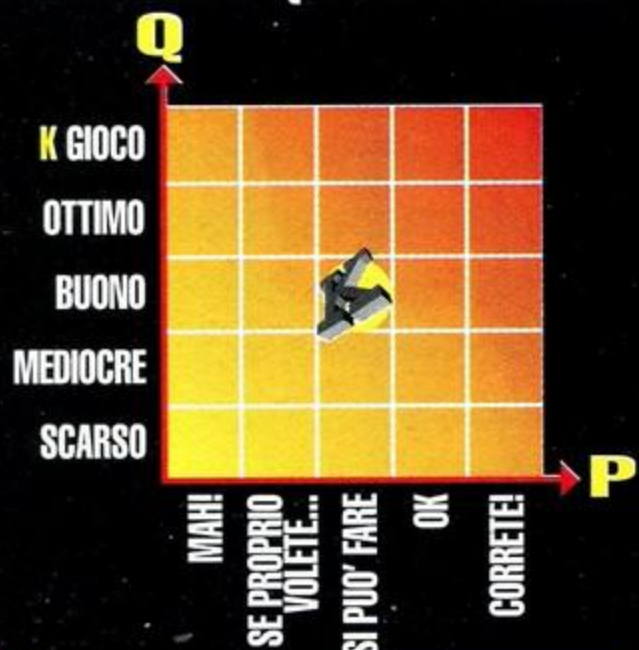 Q
K GIOCO
OTTIMO
BUONO
MEDIOCRE
SCARSO
K
P
MAH!
SE PROPRIO
VOLETE...
SI PUO' FARE
OK
CORRETE!